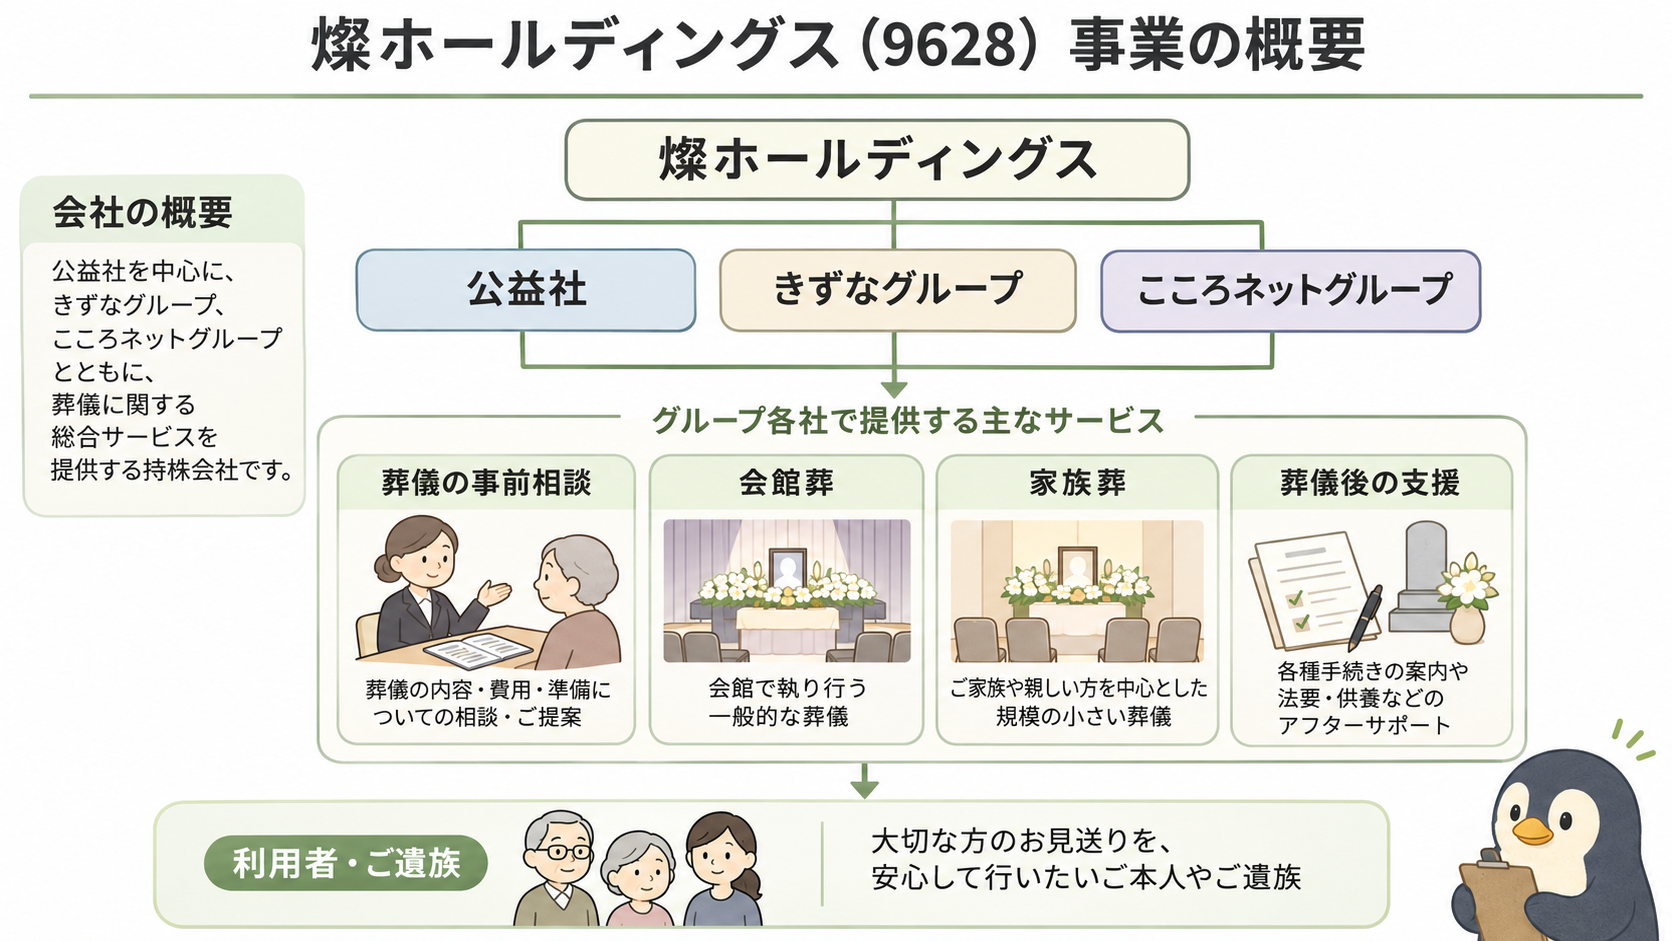 燦ホールディングス（9628）事業の概要
燦ホールディングス
会社の概要
公益社を中心に、
きずなグループ、
こころネットグループ
とともに、
葬儀に関する
総合サービスを
提供する持株会社です。
公益社
きずなグループ
こころネットグループ
グループ各社で提供する主なサービス
葬儀の事前相談
葬儀の内容・費用・準備に
ついての相談・ご提案
会館葬
会館で執り行う
一般的な葬儀
家族葬
ご家族や親しい方を中心とした
規模の小さい葬儀
葬儀後の支援
各種手続きの案内や
法要・供養などの
アフターサポート
利用者・ご遺族
大切な方のお見送りを、
安心して行いたいご本人やご遺族